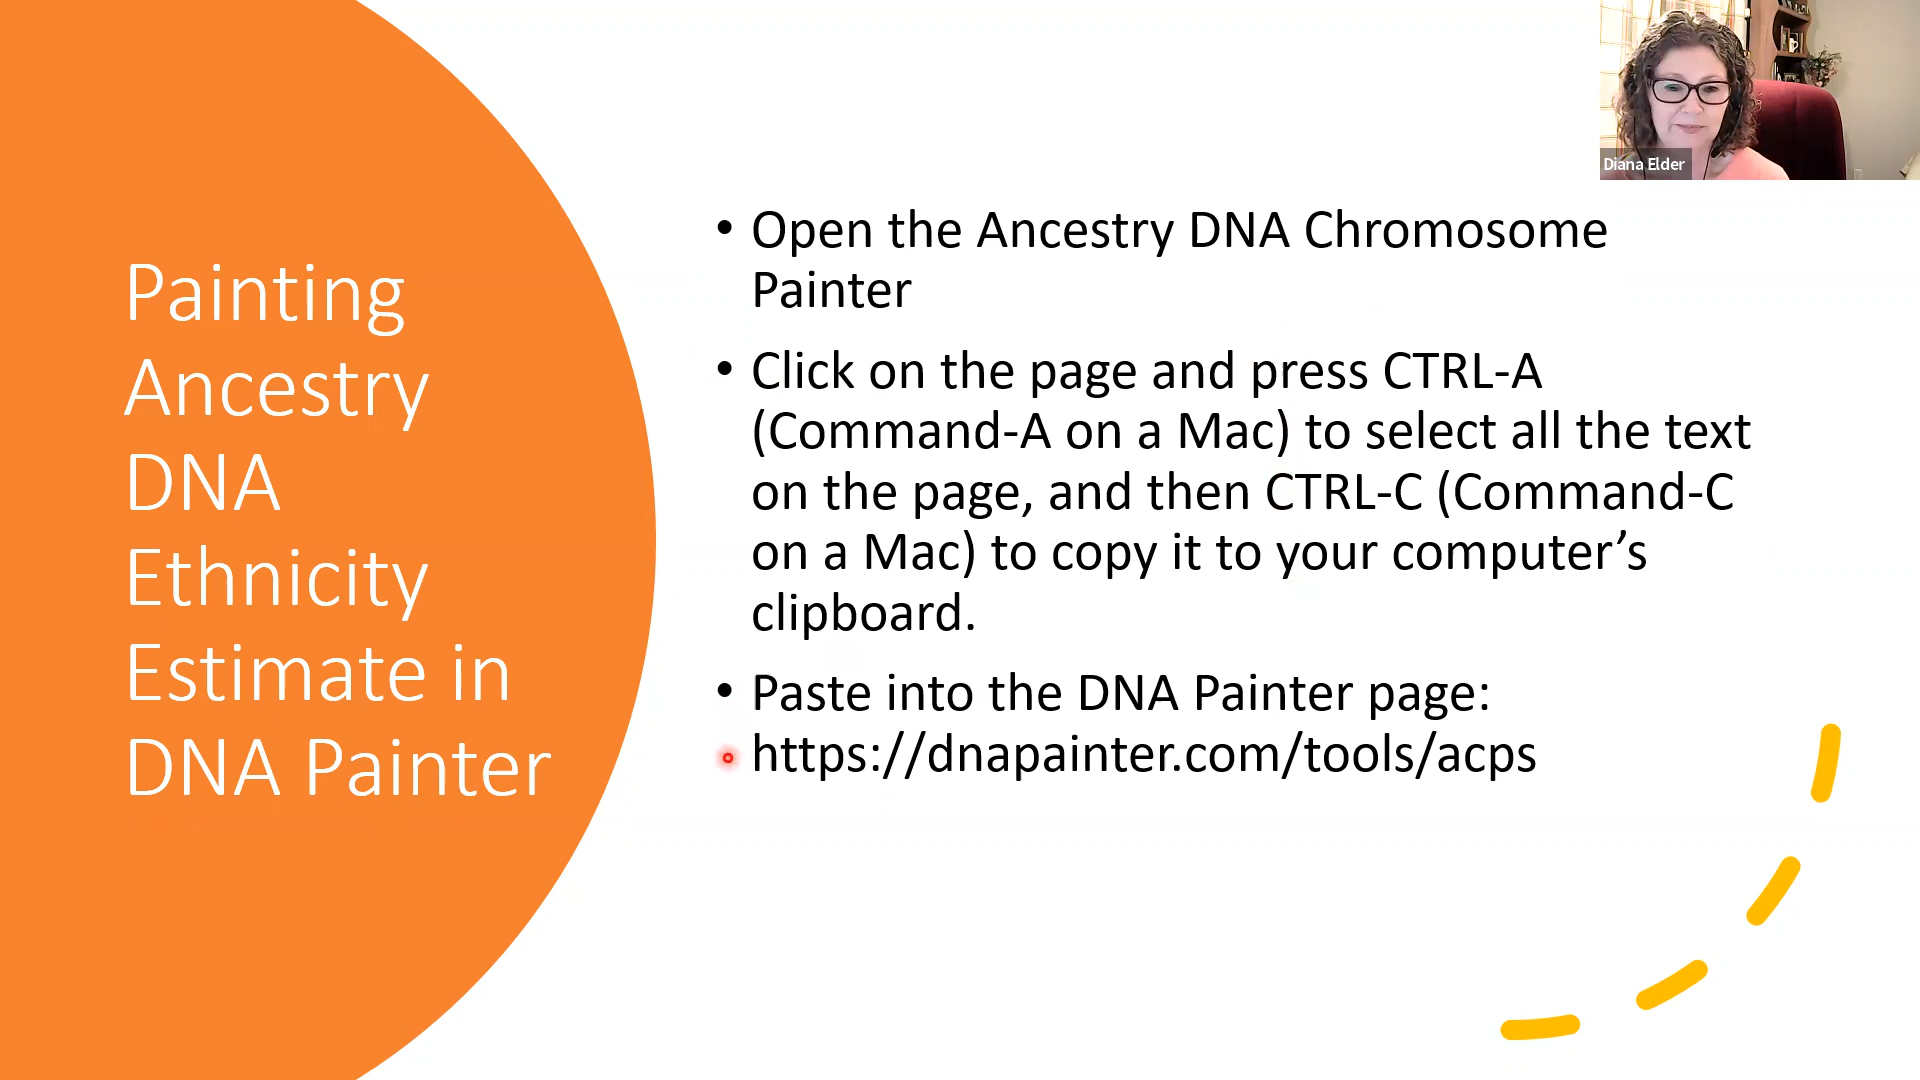 Painting
Ancestry
DNA
Ethnicity
Estimate in
DNA Painter
• Open the Ancestry DNA Chromosome
Painter
• Click on the page and press CTRL-A
(Command-A on a Mac) to select all the text
on the page, and then CTRL-C (Command-C
on a Mac) to copy it to your computer’s
clipboard.
• Paste into the DNA Painter page:
https://dnapainter.com/tools/acps
Diana Elder